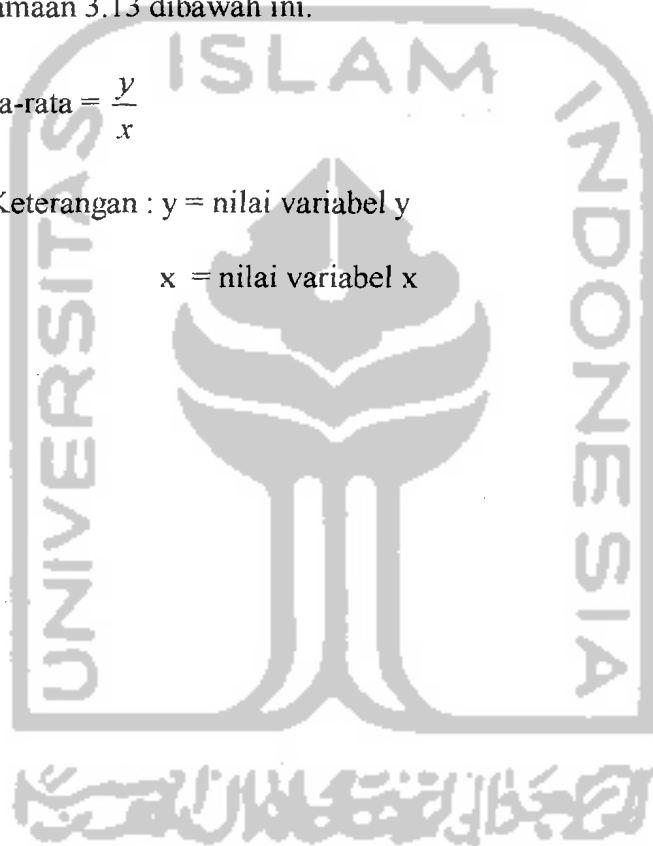 amaan 3.13 dibawah ini.
a-rata = y/x
Keterangan : y = nilai variabel y
x = nilai variabel x
ISLAM
UNIVERSITAS
INDONESIA